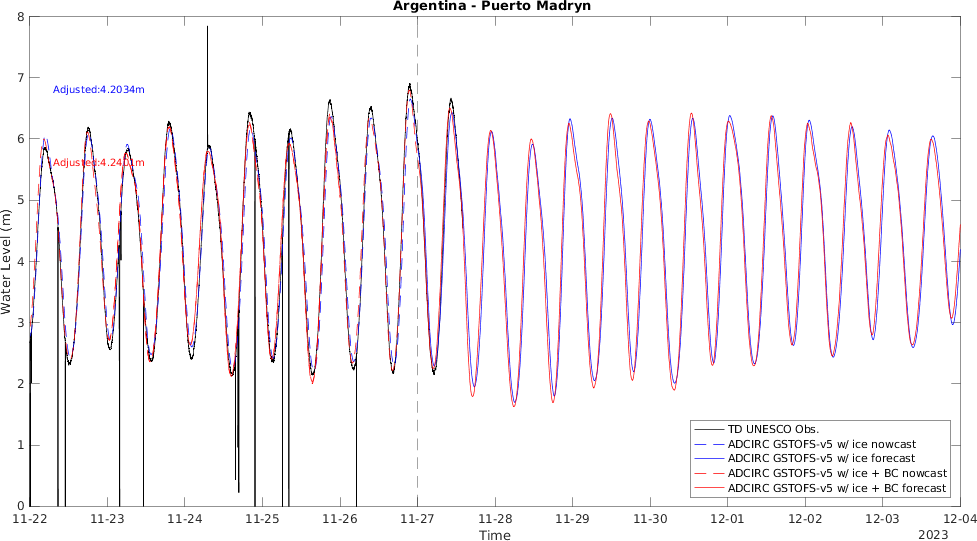 Argentina - Puerto Madryn
8
7
6
5
4
3
2
1
0
Water Level (m)
Adjusted:4.2034m
Adjusted:4.2401m
TD UNESCO Obs.
ADCIRC GSTOFS-v5 w/ ice nowcast
ADCIRC GSTOFS-v5 w/ ice forecast
ADCIRC GSTOFS-v5 w/ ice + BC nowcast
ADCIRC GSTOFS-v5 w/ ice + BC forecast
11-22 11-23 11-24 11-25 11-26 11-27 11-28 11-29 11-30 12-01 12-02 12-03 12-04
Time
2023